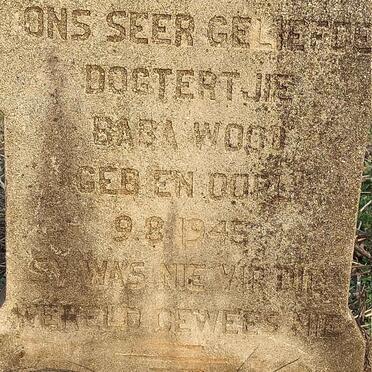 ONS SEER GELIEFDE
DOGTERTJIE
BABA WOOD
GEB EN OORL
9.8.1945
SY WAS NIE VIR DIE
WERELD GEWEES NIE